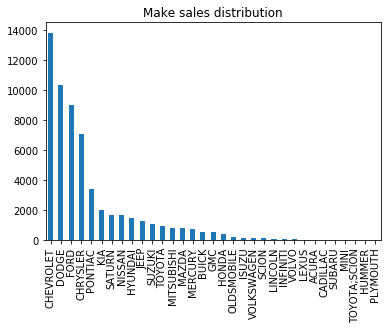 Make sales distribution
14000
12000
10000
8000
6000
4000
2000
0
CHEVROLET
DODGE
FORD
CHRYSLER
PONTIAC
KIA
SATURN
NISSAN
HYUNDAI
JEEP
SUZUKI
TOYOTA
MITSUBISHI
MAZDA
MERCURY
BUICK
GMC
HONDA
OLDSMOBILE
ISUZU
VOLKSWAGEN
SCION
LINCOLN
INFINITI
VOLVO
LEXUS
ACURA
CADILLAC
SUBARU
MINI
TOYOTA SCION
HUMMER
PLYMOUTH